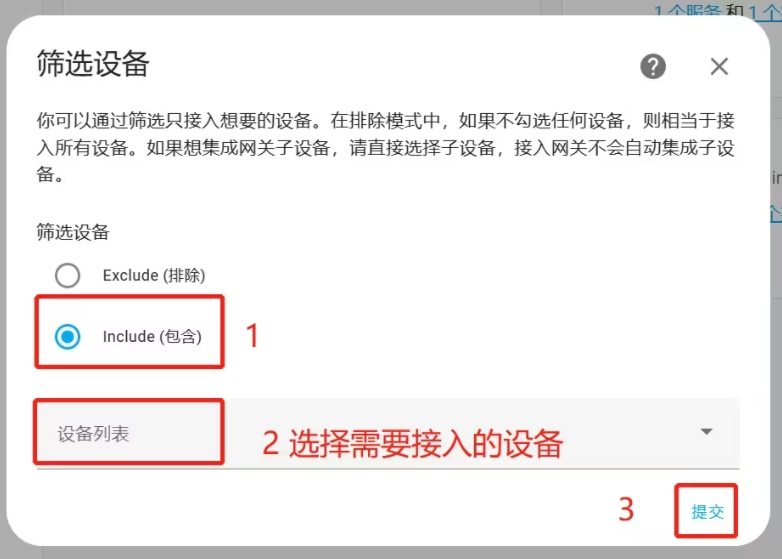 1 个服务 和 1 个
筛选设备
你可以通过筛选只接入想要的设备。在排除模式中，如果不勾选任何设备，则相当于接
入所有设备。如果想集成网关子设备，请直接选择子设备，接入网关不会自动集成子设
备。
in
筛选设备
Exclude (排除)
Include (包含) 1
设备列表 2 选择需要接入的设备
3 提交